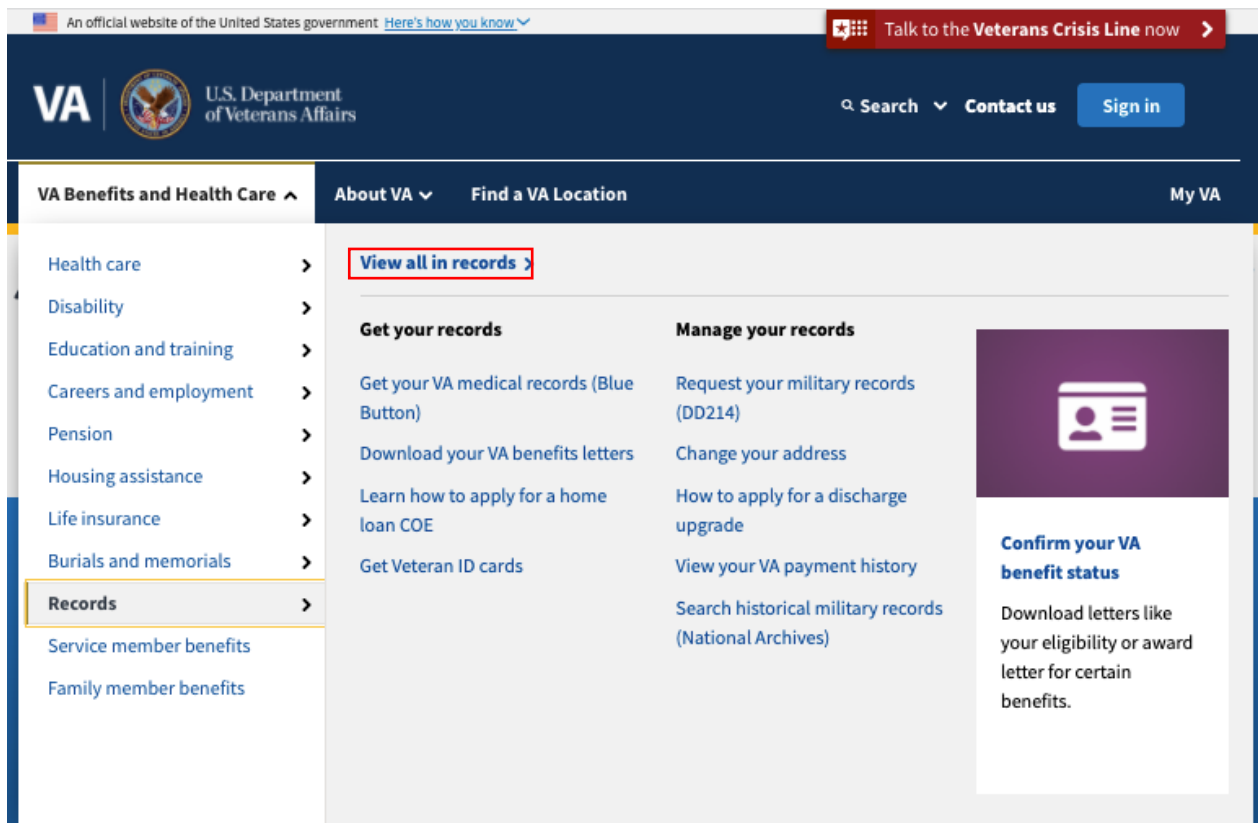 An official website of the United States government Here's how you know
Talk to the Veterans Crisis Line now
VA
U.S. Department
of Veterans Affairs
Search
Contact us
Sign in
VA Benefits and Health Care
About VA
Find a VA Location
My VA
Health care
Disability
Education and training
Careers and employment
Pension
Housing assistance
Life insurance
Burials and memorials
Records
Service member benefits
Family member benefits
View all in records
Get your records
Get your VA medical records (Blue
Button)
Download your VA benefits letters
Learn how to apply for a home
loan COE
Get Veteran ID cards
Manage your records
Request your military records
(DD214)
Change your address
How to apply for a discharge
upgrade
View your VA payment history
Search historical military records
(National Archives)
Confirm your VA
benefit status
Download letters like
your eligibility or award
letter for certain
benefits.